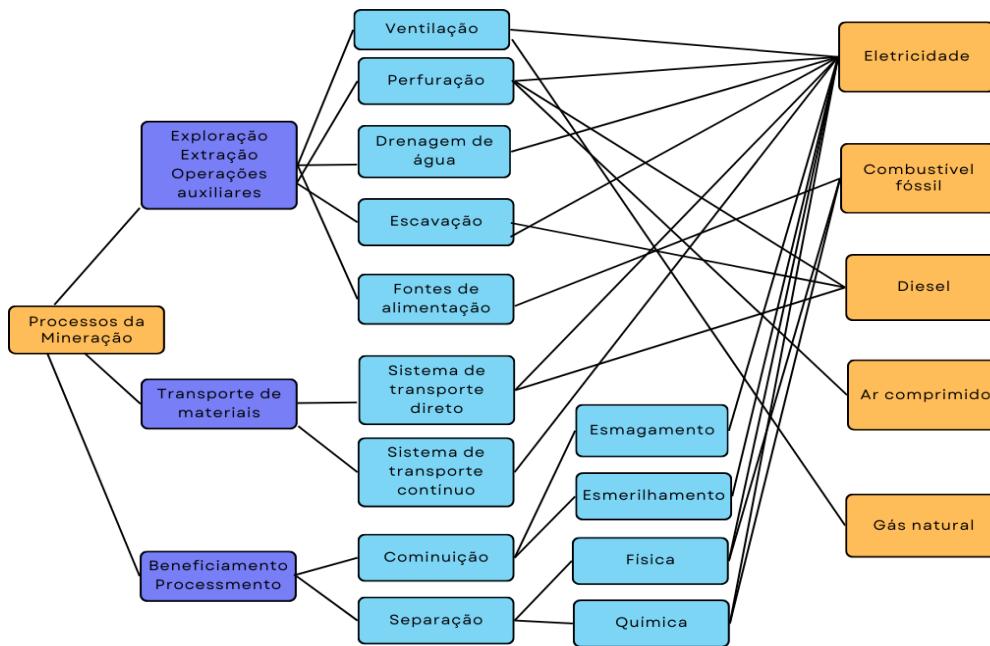 Ventilação
Perfuração
Exploração
Extração
Operações
auxiliares
Drenagem de
água
Escavação
Fontes de
alimentação
Processos da
Mineração
Transporte de
materiais
Sistema de
transporte
direto
Sistema de
transporte
contínuo
Beneficiamento
Processmento
Cominuição
Separação
Esmagamento
Esmerilhamento
Física
Química
Eletricidade
Combustível
fóssil
Diesel
Ar comprimido
Gás natural